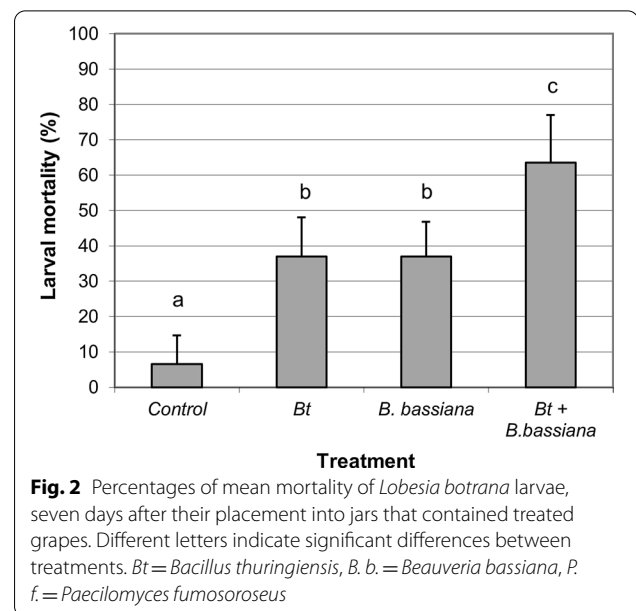 100
90
80
70
60
50
40
30
20
10
0
Larval mortality (%)
a
b
b
c
Control
Bt
B. bassiana
Bt +
B.bassiana
Treatment
Fig. 2 Percentages of mean mortality of Lobesia botrana larvae,
seven days after their placement into jars that contained treated
grapes. Different letters indicate significant differences between
treatments. Bt = Bacillus thuringiensis, B. b. = Beauveria bassiana, P.
f. = Paecilomyces fumosoroseus